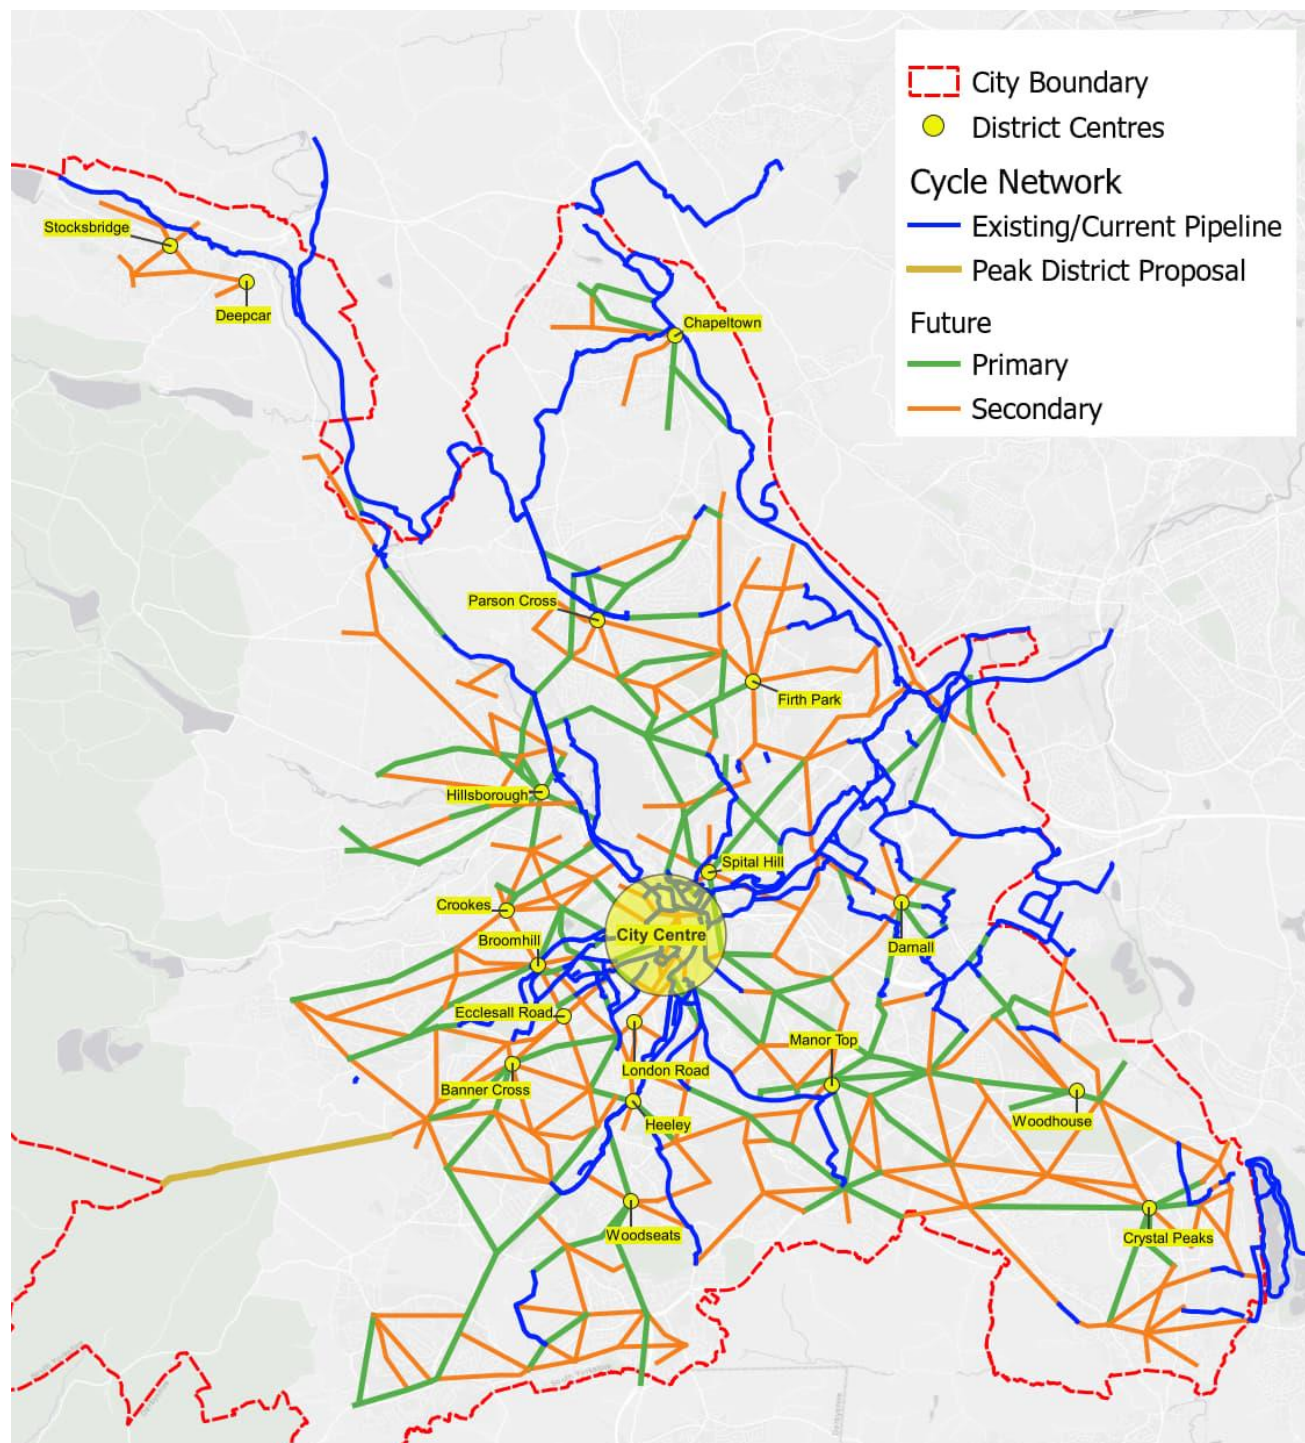 City Boundary
District Centres
Cycle Network
Existing/Current Pipeline
Peak District Proposal
Future
Primary
Secondary
Stocksbridge
Deepcar
Chapeltown
Parson Cross
Firth Park
Hillsborough
Spital Hill
Crookes
City Centre
Broomhill
Darnall
Ecclesall Road
Manor Top
London Road
Banner Cross
Woodhouse
Heeley
Woodseats
Crystal Peaks